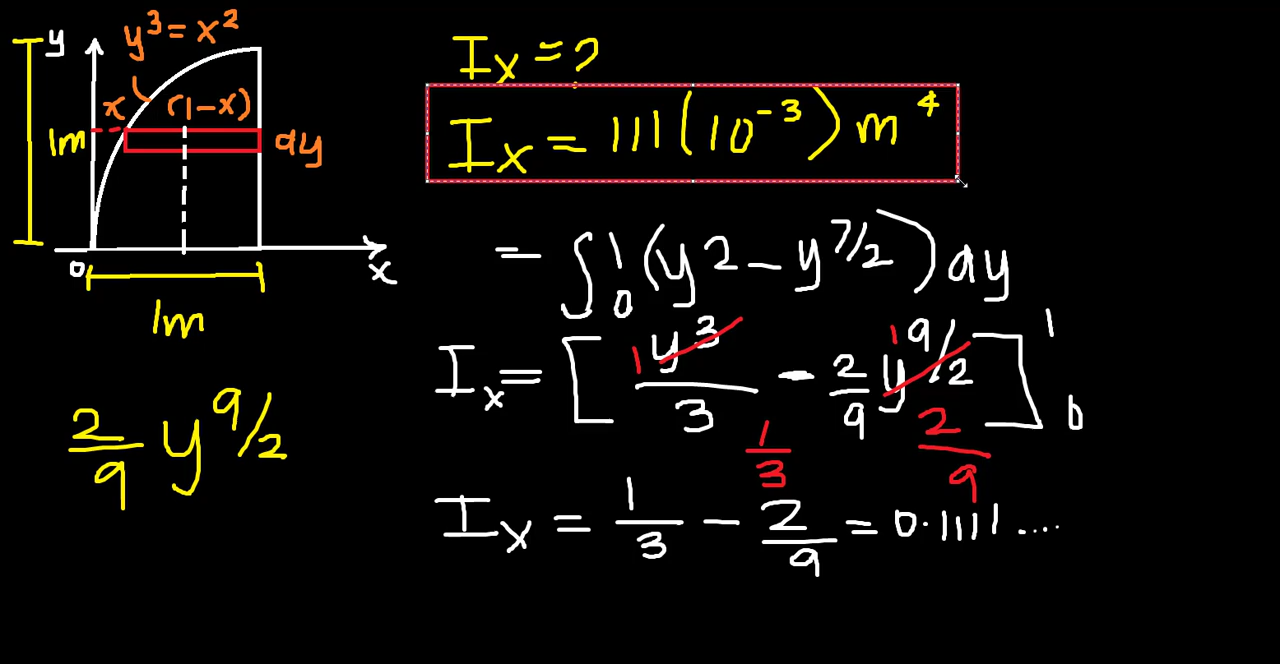 y
y³ = x²
x (1-x)
1m
dy
0
x
1m
2/9 y^9/2
Ix = ?
Ix = 111(10⁻³) m⁴
= ∫₀¹ (y2 - y^7/2) dy
Ix = [ 1 y³/3 - 2/9 1 y^9/2 ]₀¹
1/3 2/9
Ix = 1/3 - 2/9 = 0.1111....